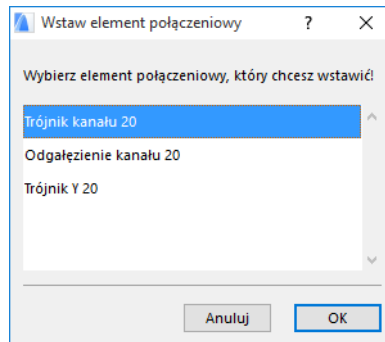 Wstaw element połączeniowy
Wybierz element połączeniowy, który chcesz wstawić!
Trójnik kanału 20
Odgałęzienie kanału 20
Trójnik Y 20
Anuluj OK